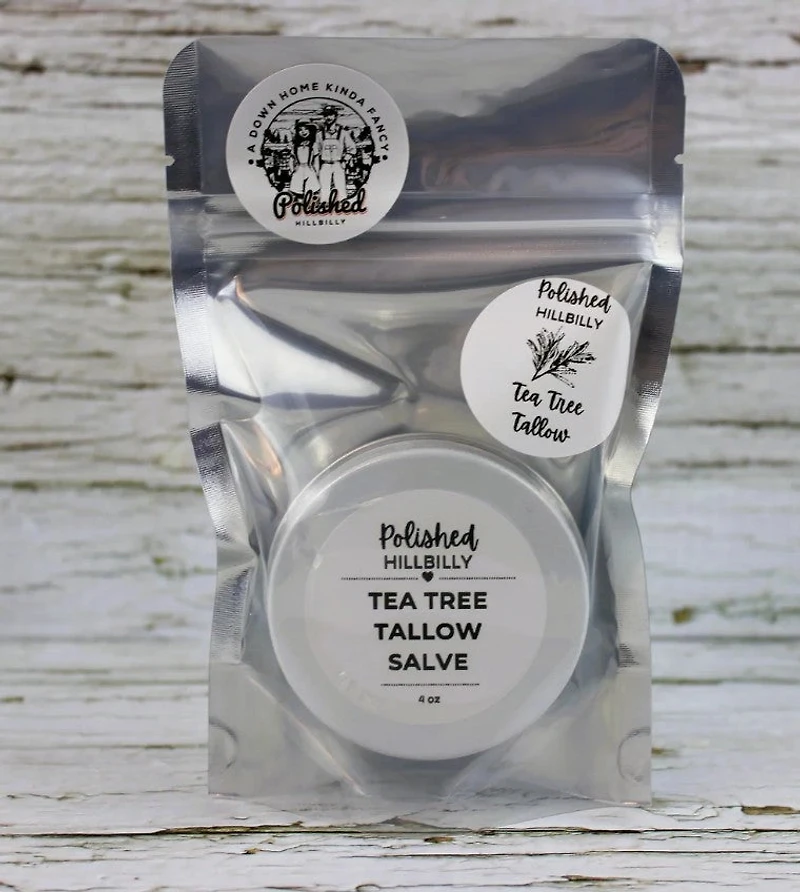 • A DOWN HOME KINDA FANCY •
Polished
HILLBILLY
Polished
HILLBILLY
Tea Tree
Tallow
Polished
HILLBILLY
TEA TREE
TALLOW
SALVE
4 oz